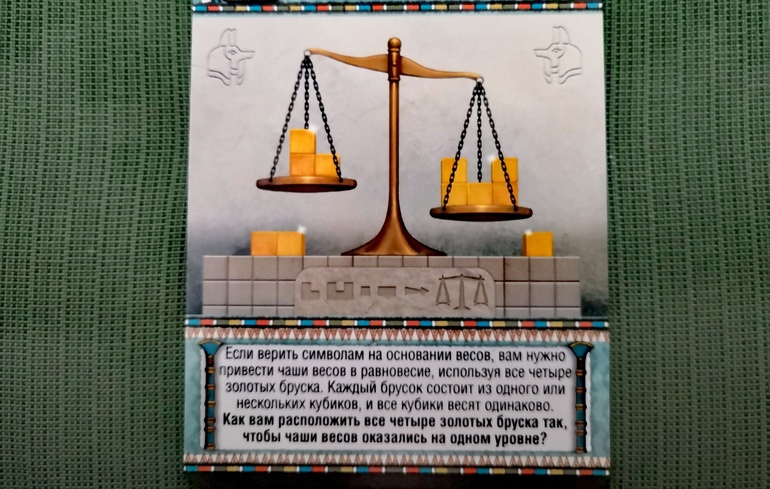 Если верить символам на основании весов, вам нужно
привести чаши весов в равновесие, используя все четыре
золотых бруска. Каждый брусок состоит из одного или
нескольких кубиков, и все кубики весят одинаково.
Как вам расположить все четыре золотых бруска так,
чтобы чаши весов оказались на одном уровне?